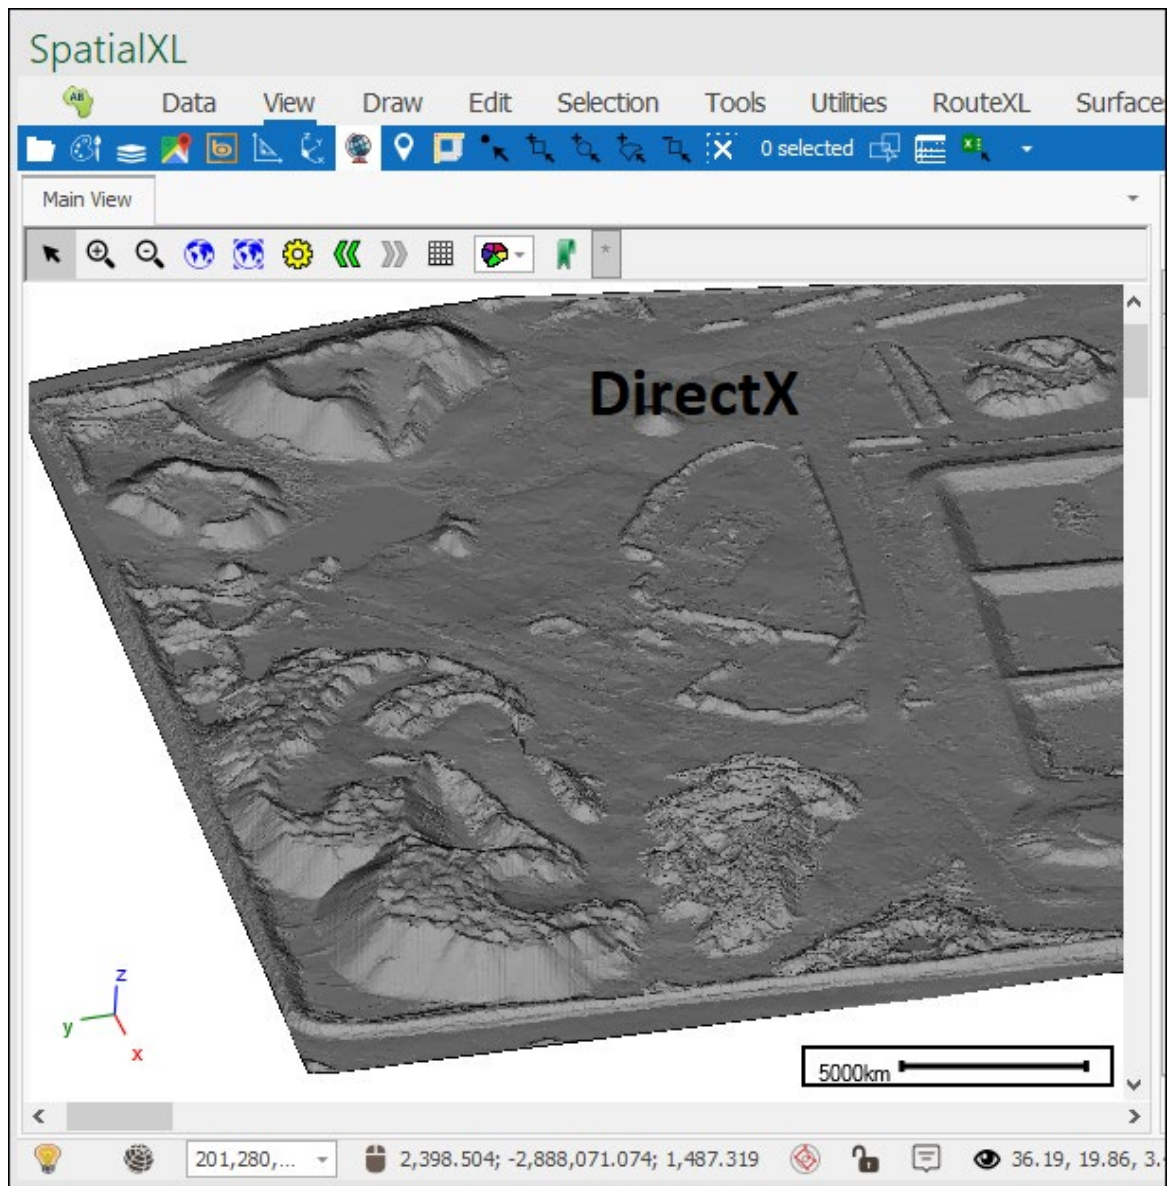 SpatialXL
AB
Data View Draw Edit Selection Tools Utilities RouteXL Surface
0 selected
Main View
*
DirectX
z
y
x
5000km
201,280,... 2,398.504; -2,888,071.074; 1,487.319 36.19, 19.86, 3.